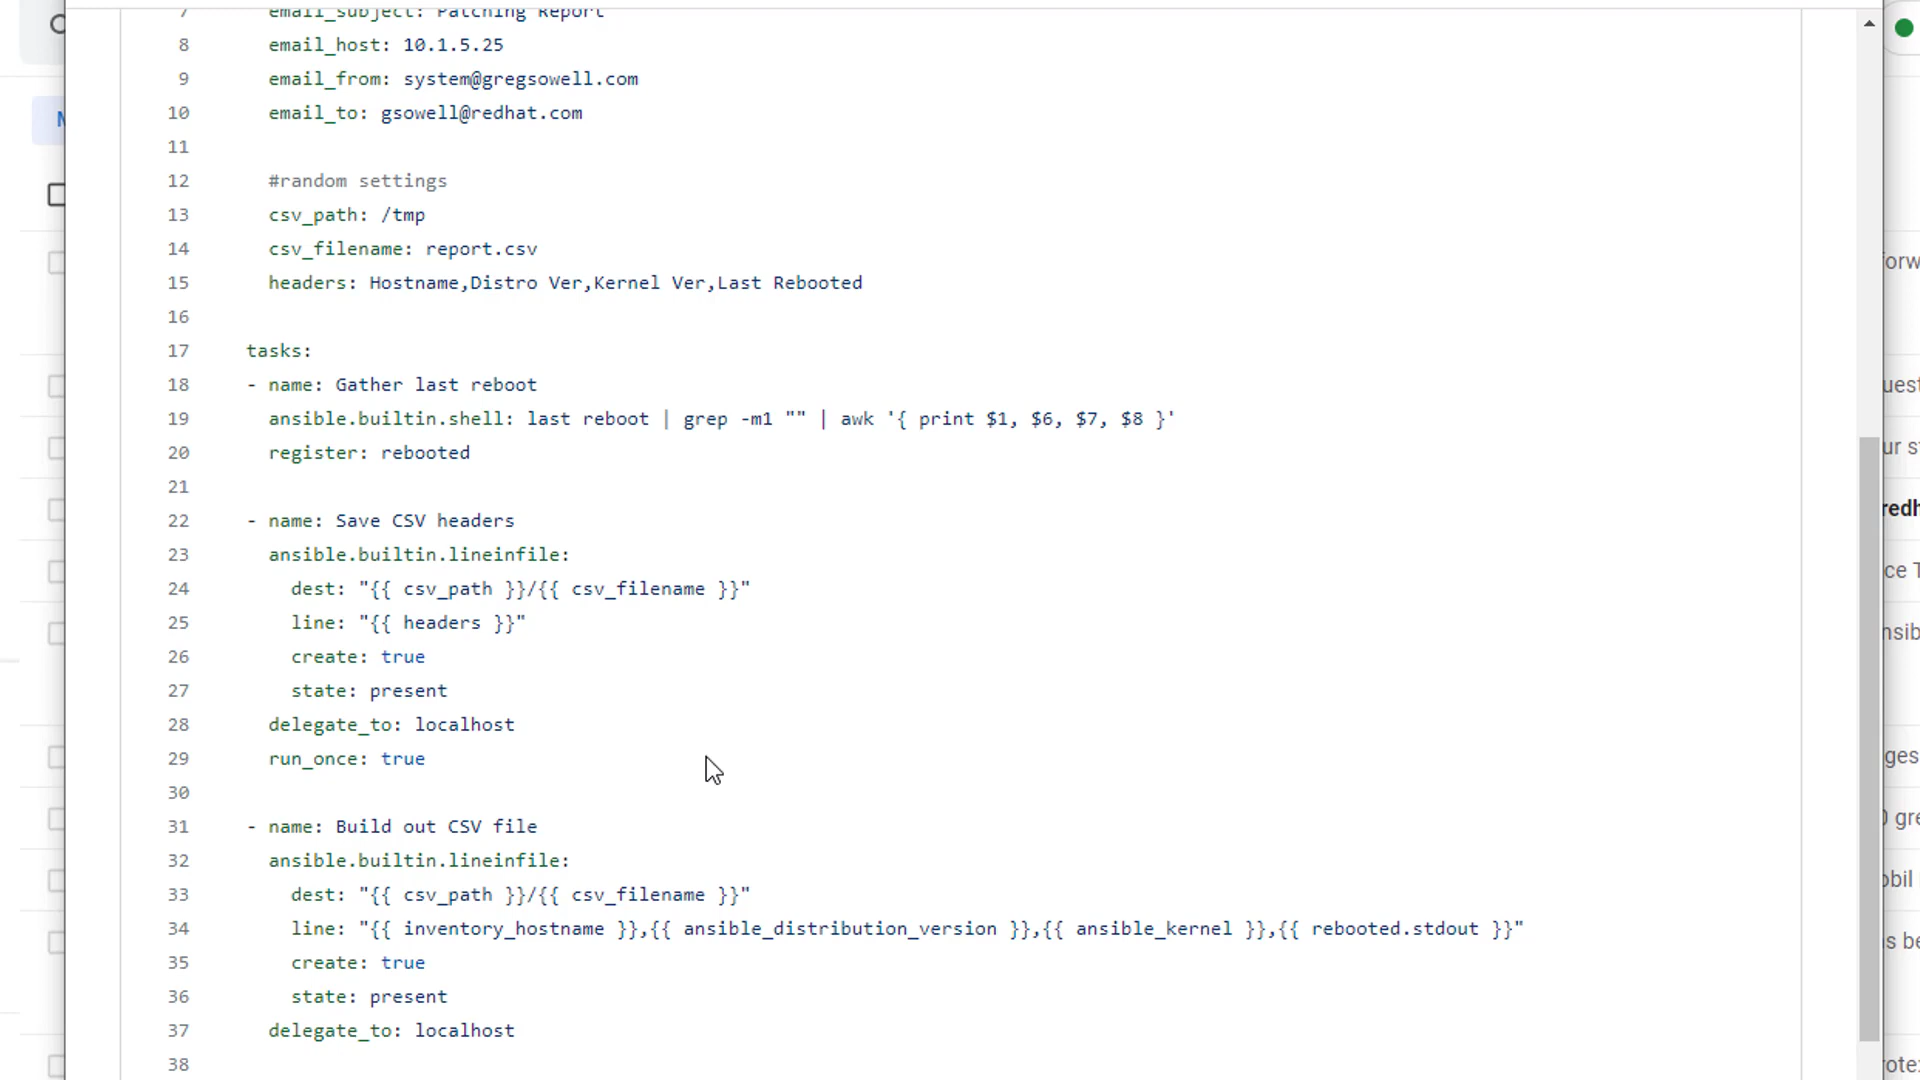 7 email_subject: Patching Report
8 email_host: 10.1.5.25
9 email_from: system@gregsowell.com
10 email_to: gsowell@redhat.com
11
12 #random settings
13 csv_path: /tmp
14 csv_filename: report.csv
15 headers: Hostname,Distro Ver,Kernel Ver,Last Rebooted
16
17 tasks:
18 - name: Gather last reboot
19 ansible.builtin.shell: last reboot | grep -m1 "" | awk '{ print $1, $6, $7, $8 }'
20 register: rebooted
21
22 - name: Save CSV headers
23 ansible.builtin.lineinfile:
24 dest: "{{ csv_path }}/{{ csv_filename }}"
25 line: "{{ headers }}"
26 create: true
27 state: present
28 delegate_to: localhost
29 run_once: true
30
31 - name: Build out CSV file
32 ansible.builtin.lineinfile:
33 dest: "{{ csv_path }}/{{ csv_filename }}"
34 line: "{{ inventory_hostname }},{{ ansible_distribution_version }},{{ ansible_kernel }},{{ rebooted.stdout }}"
35 create: true
36 state: present
37 delegate_to: localhost
38